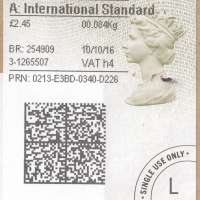 A: International Standard
£2.45 00.084Kg
BR: 254909 10/10/16
3-1265507 VAT h4
PRN: 0213-E3BD-0340-D226
• SINGLE USE ONLY •
L